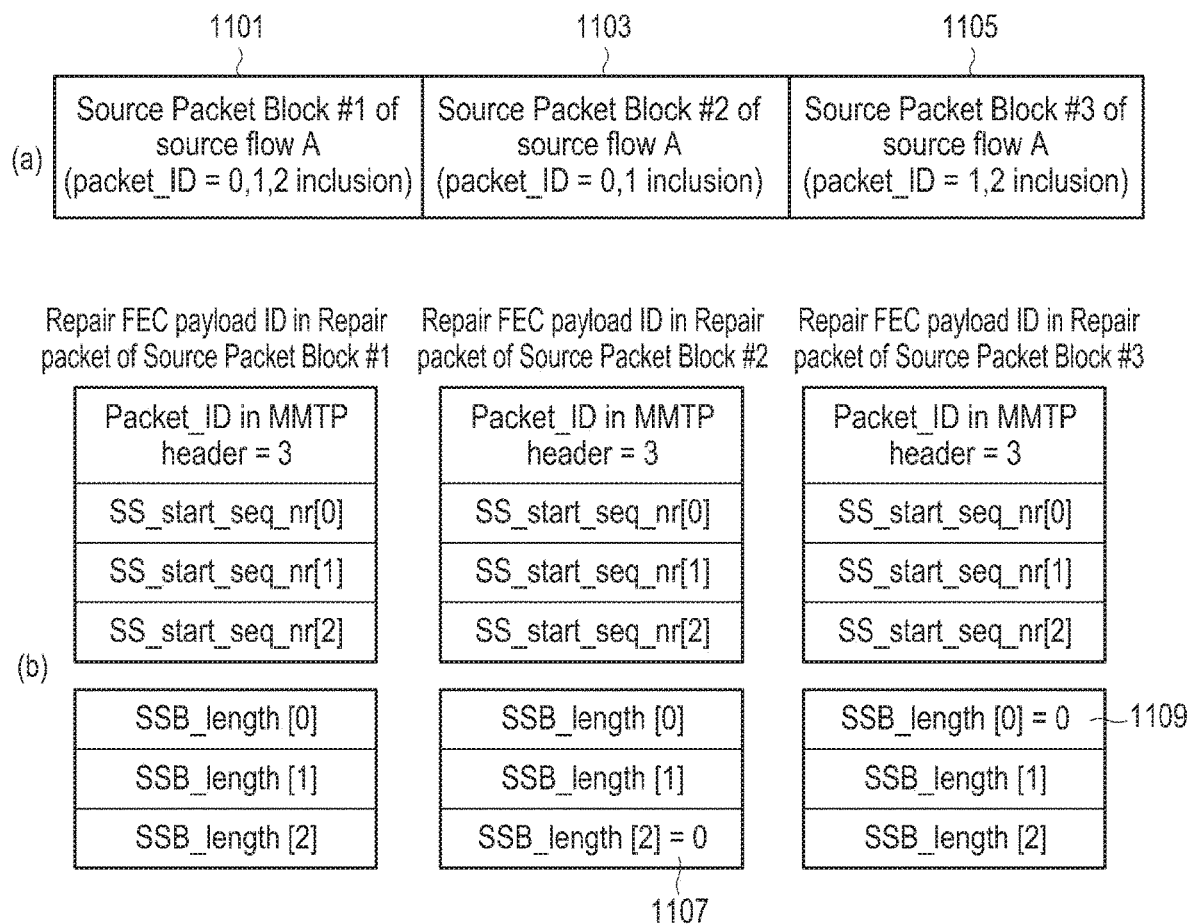 1101
1103
1105
(a)
Source Packet Block #1 of
source flow A
(packet_ID = 0,1,2 inclusion)
Source Packet Block #2 of
source flow A
(packet_ID = 0,1 inclusion)
Source Packet Block #3 of
source flow A
(packet_ID = 1,2 inclusion)
(b)
Repair FEC payload ID in Repair
packet of Source Packet Block #1
Packet_ID in MMTP
header = 3
SS_start_seq_nr[0]
SS_start_seq_nr[1]
SS_start_seq_nr[2]
SSB_length [0]
SSB_length [1]
SSB_length [2]
Repair FEC payload ID in Repair
packet of Source Packet Block #2
Packet_ID in MMTP
header = 3
SS_start_seq_nr[0]
SS_start_seq_nr[1]
SS_start_seq_nr[2]
SSB_length [0]
SSB_length [1]
SSB_length [2] = 0
1107
Repair FEC payload ID in Repair
packet of Source Packet Block #3
Packet_ID in MMTP
header = 3
SS_start_seq_nr[0]
SS_start_seq_nr[1]
SS_start_seq_nr[2]
SSB_length [0] = 0
1109
SSB_length [1]
SSB_length [2]